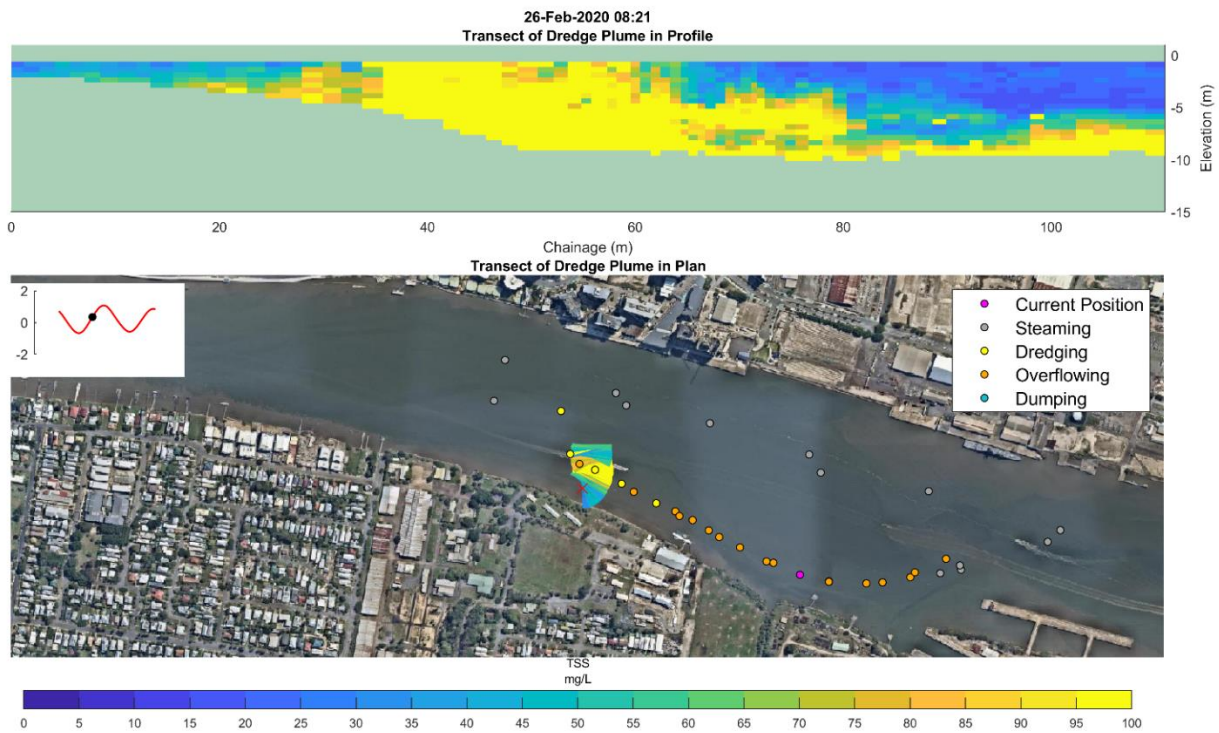 26-Feb-2020 08:21
Transect of Dredge Plume in Profile
0
-5
-10
-15
Elevation (m)
0 20 40 60 80 100
Chainage (m)
Transect of Dredge Plume in Plan
2
0
-2
Current Position
Steaming
Dredging
Overflowing
Dumping
TSS
mg/L
0 5 10 15 20 25 30 35 40 45 50 55 60 65 70 75 80 85 90 95 100